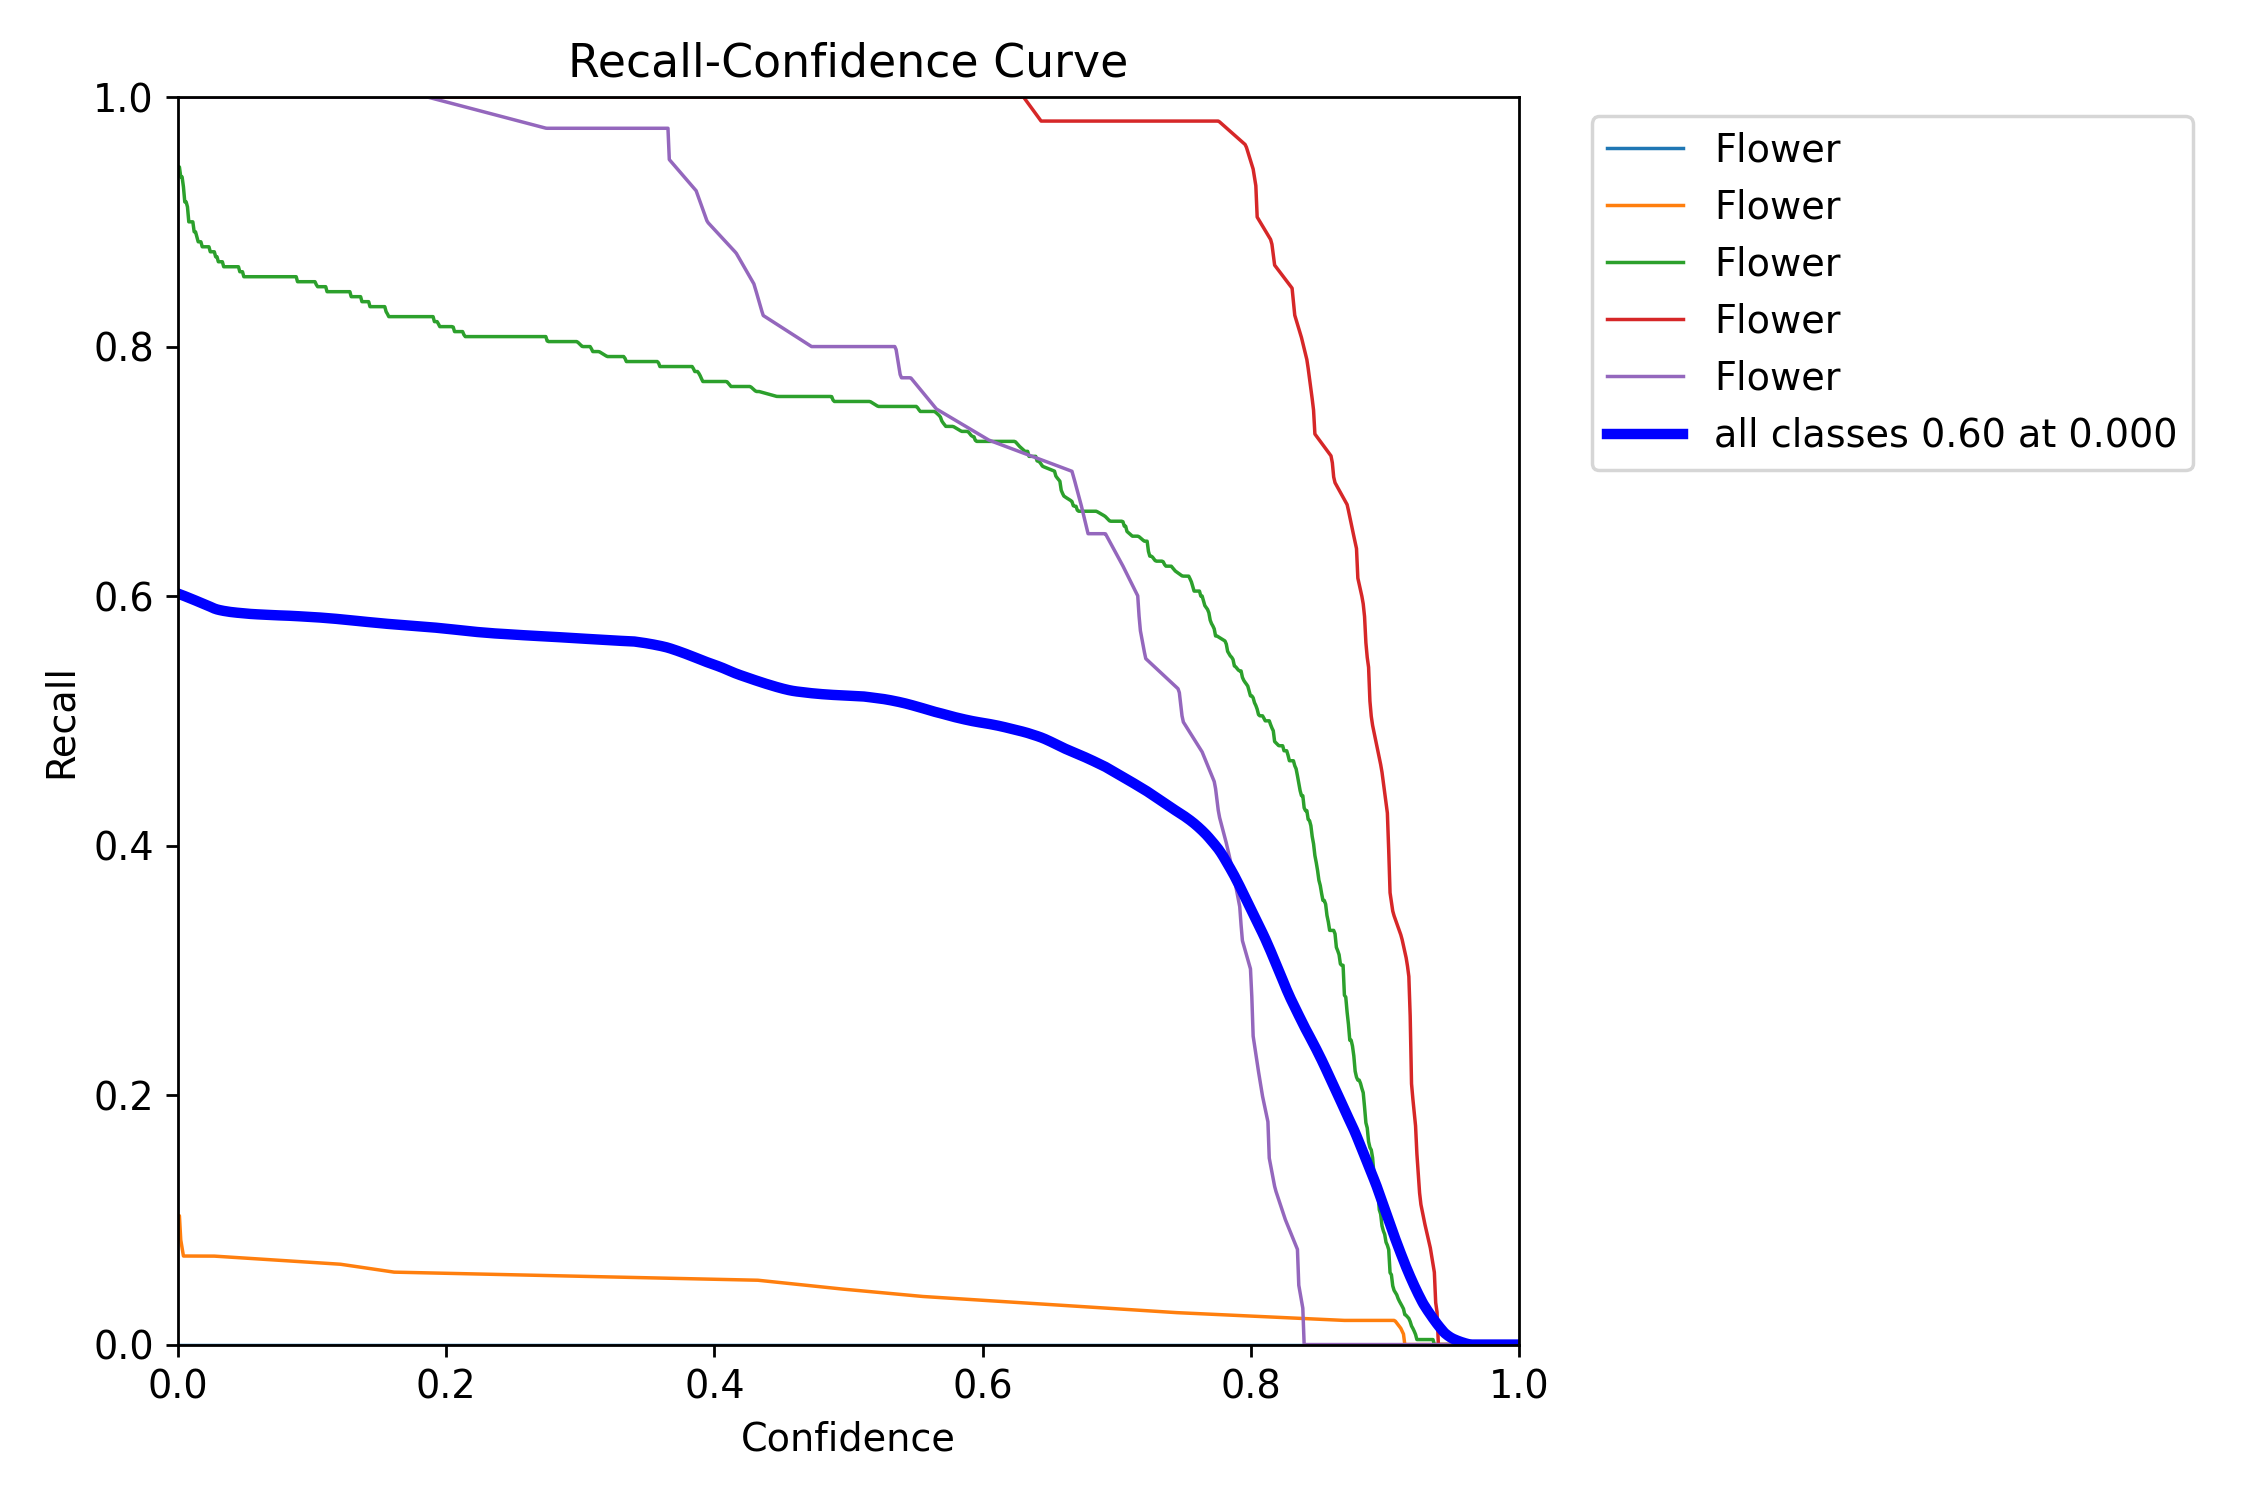 Recall-Confidence Curve
1.0
0.8
0.6
0.4
0.2
0.0
Recall
0.0 0.2 0.4 0.6 0.8 1.0
Confidence
Flower
Flower
Flower
Flower
Flower
all classes 0.60 at 0.000